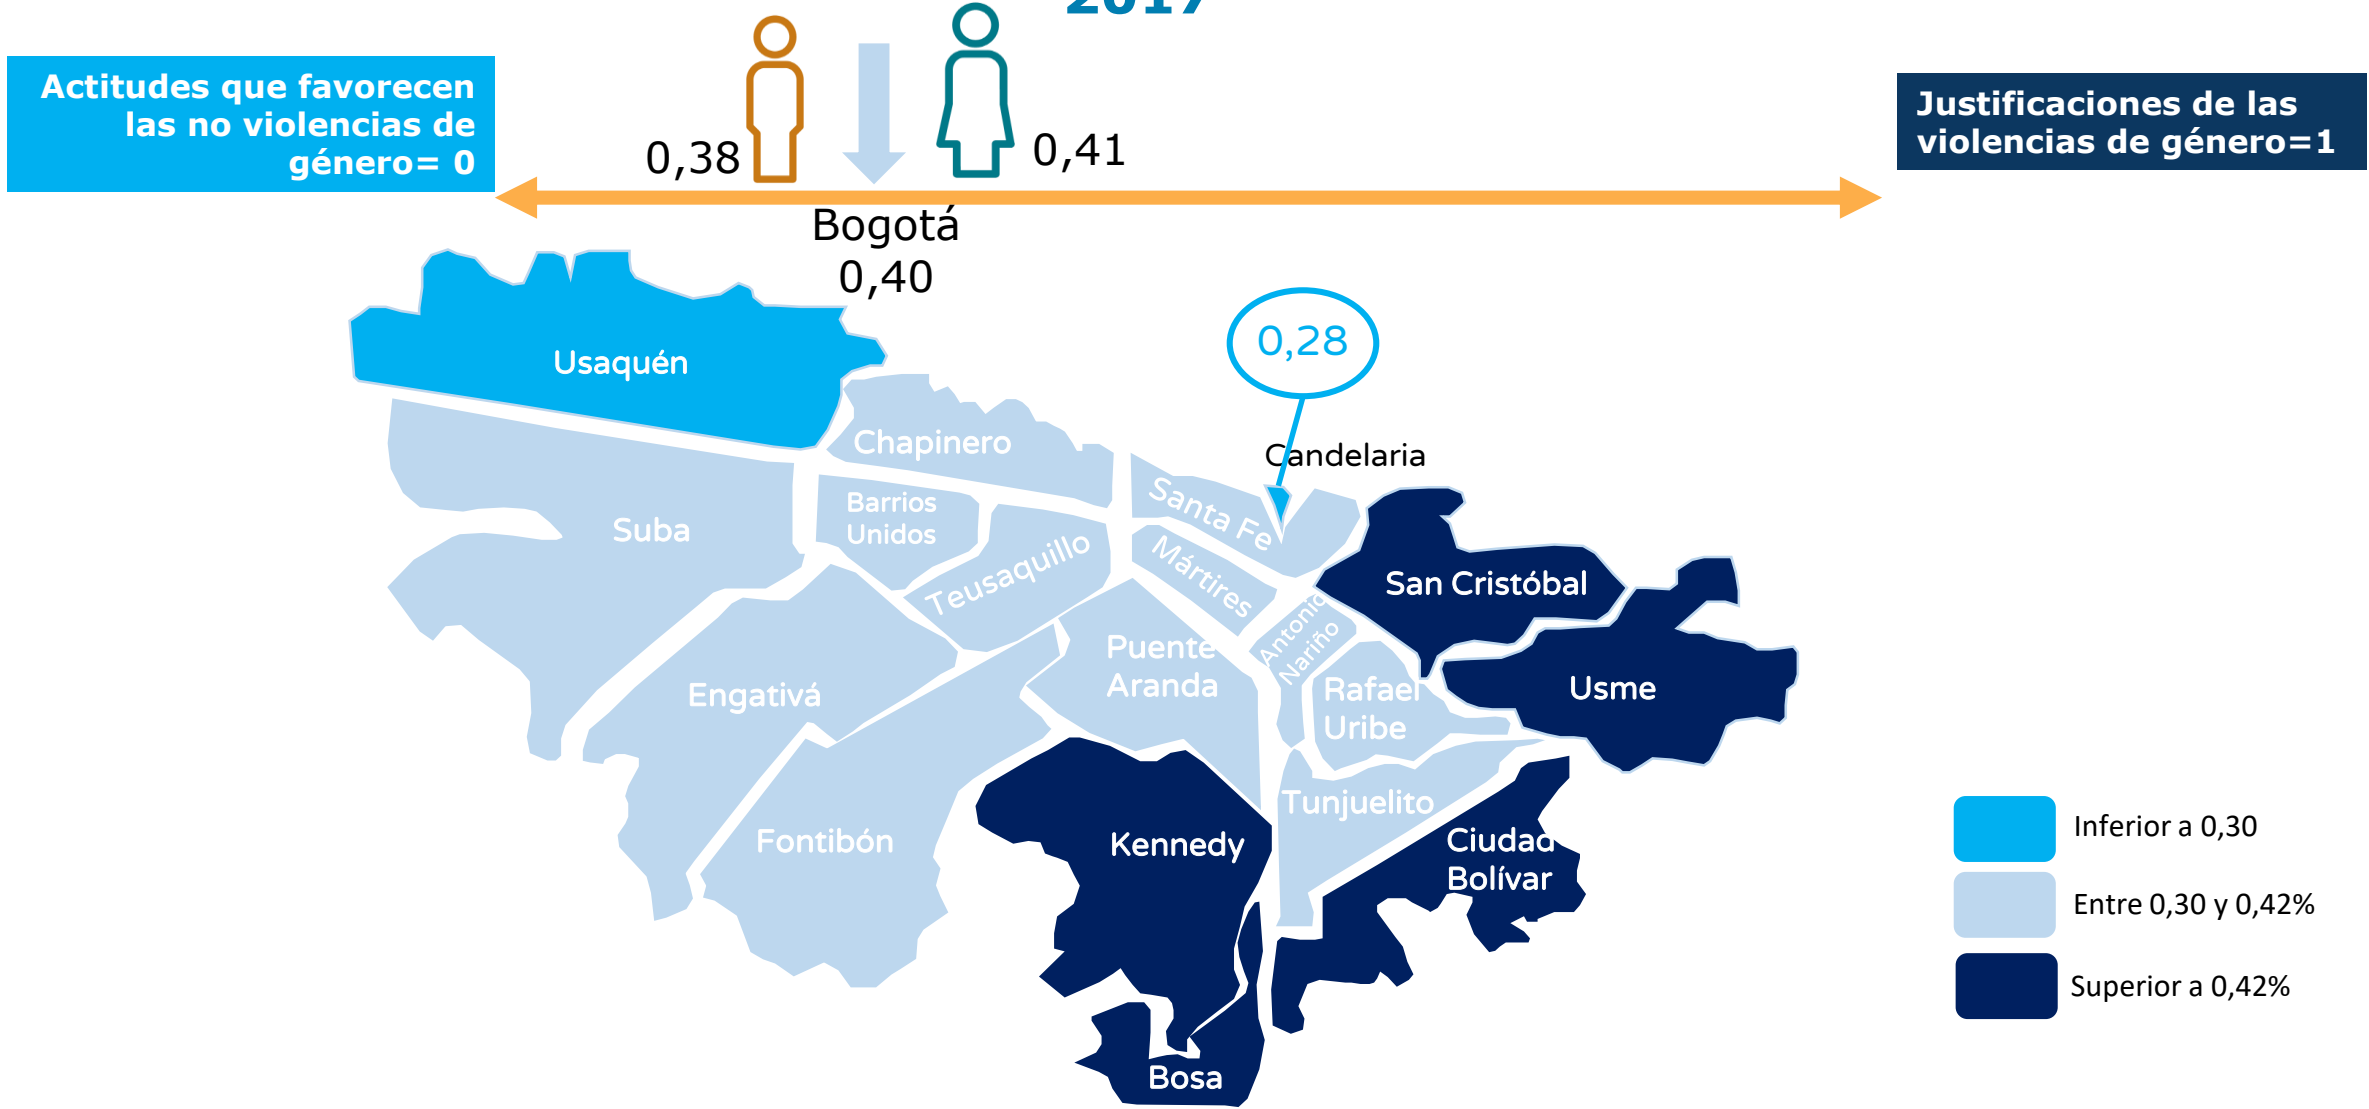 2017
Actitudes que favorecen
las no violencias de
género= 0
0,38
0,41
Justificaciones de las
violencias de género=1
Bogotá
0,40
0,28
Usaquén
Chapinero
Candelaria
Suba
Barrios
Unidos
Santa Fe
Teusaquillo
Mártires
San Cristóbal
Antonio
Nariño
Puente
Aranda
Engativá
Rafael
Uribe
Usme
Tunjuelito
Fontibón
Kennedy
Ciudad
Bolívar
Bosa
Inferior a 0,30
Entre 0,30 y 0,42%
Superior a 0,42%